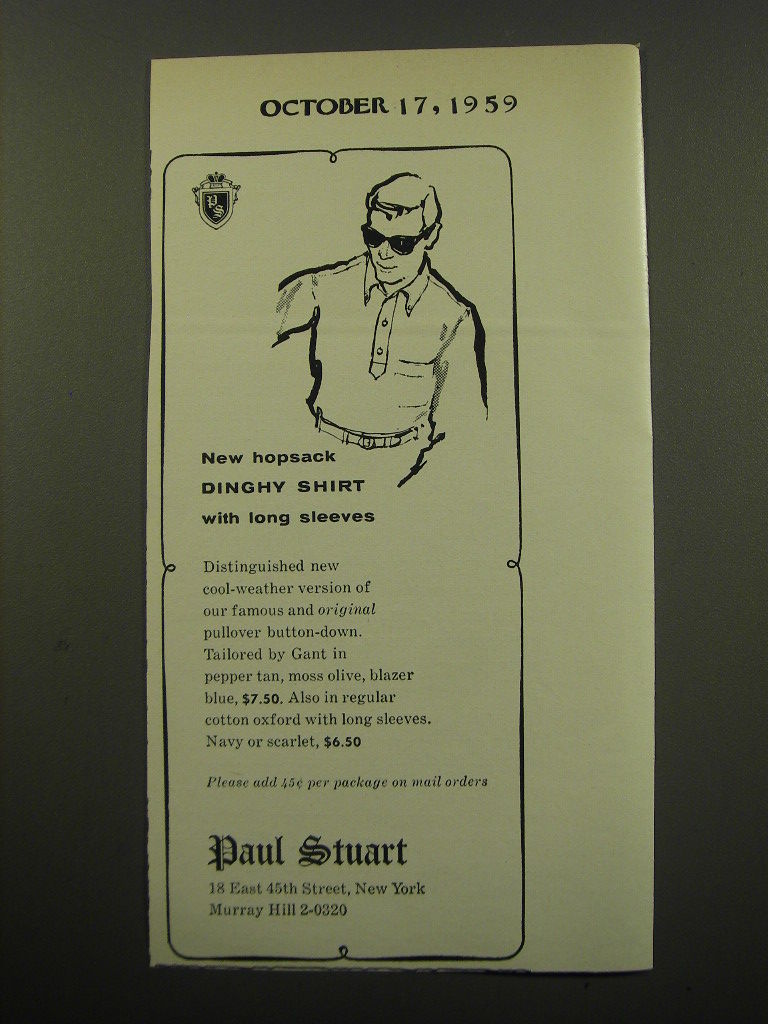 OCTOBER 17, 1959
PS
New hopsack
DINGHY SHIRT
with long sleeves
Distinguished new
cool-weather version of
our famous and original
pullover button-down.
Tailored by Gant in
pepper tan, moss olive, blazer
blue, $7.50. Also in regular
cotton oxford with long sleeves.
Navy or scarlet, $6.50
Please add 45¢ per package on mail orders
Paul Stuart
18 East 45th Street, New York
Murray Hill 2-0320